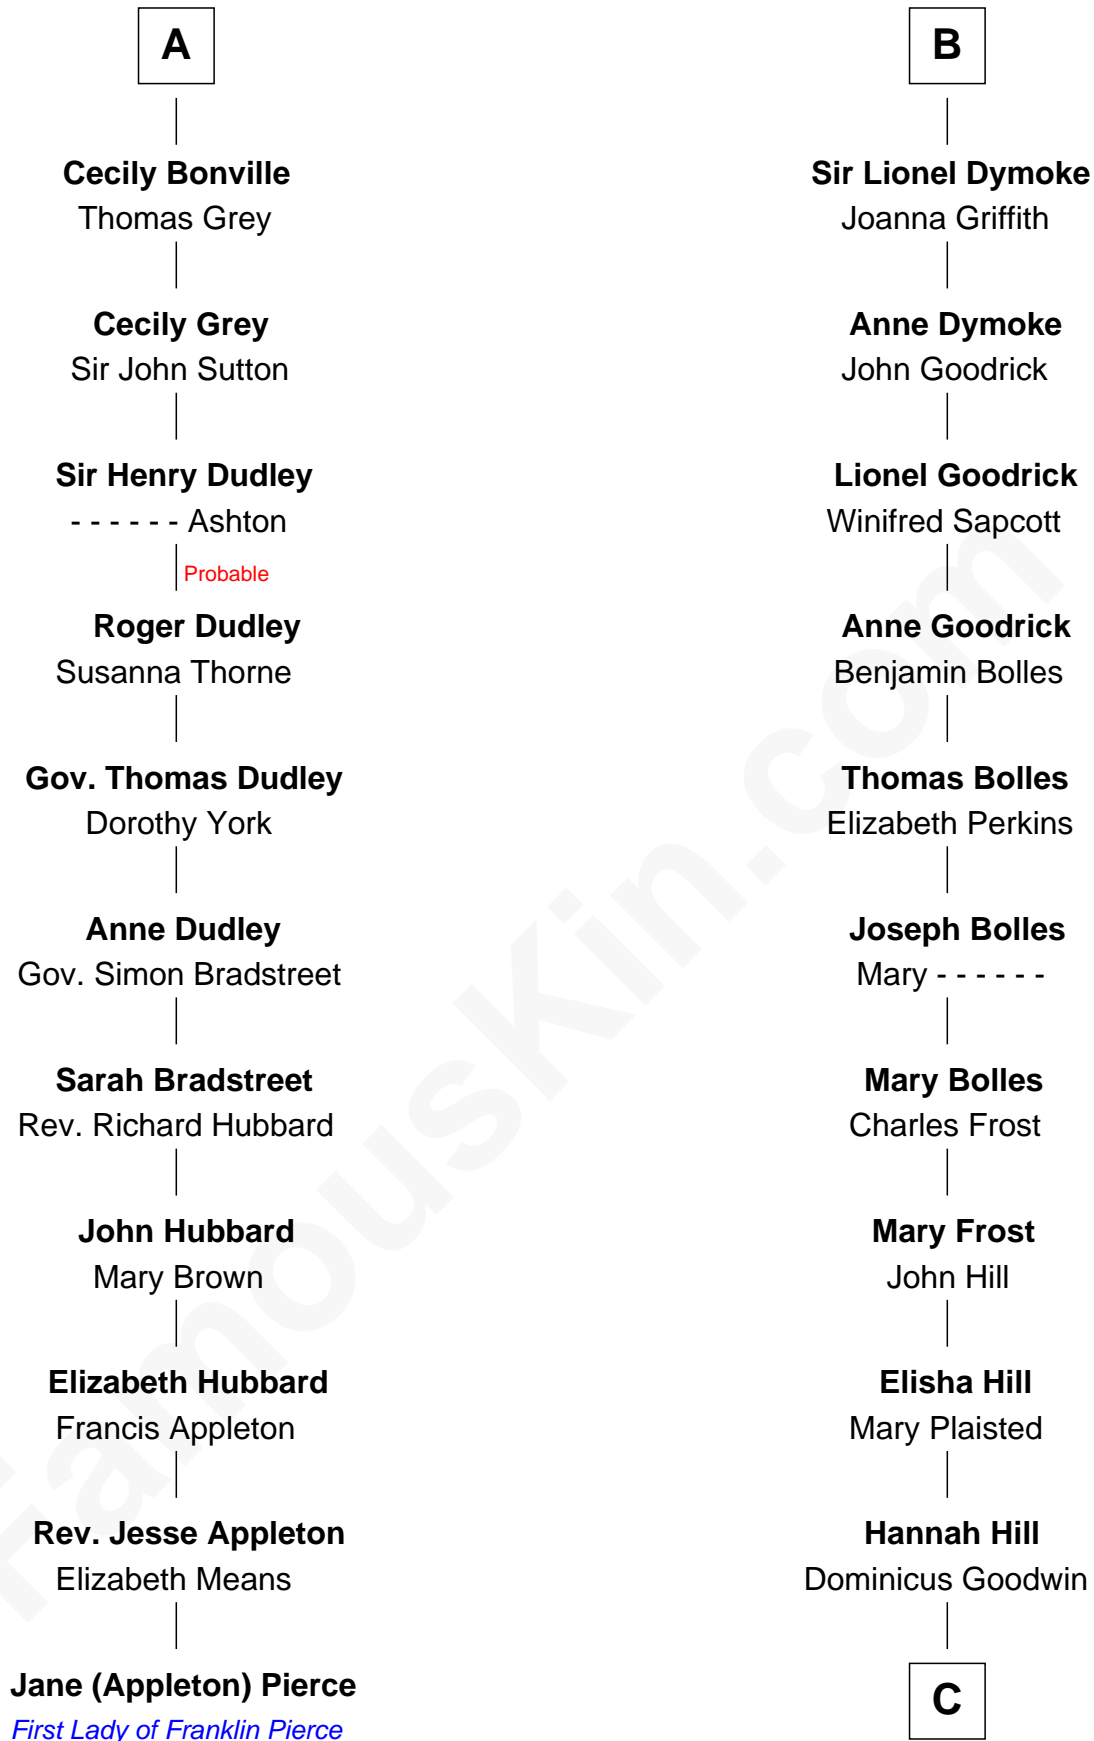 A
Cecily Bonville
Thomas Grey
Cecily Grey
Sir John Sutton
Sir Henry Dudley
- - - - - - Ashton
Probable
Roger Dudley
Susanna Thorne
Gov. Thomas Dudley
Dorothy York
Anne Dudley
Gov. Simon Bradstreet
Sarah Bradstreet
Rev. Richard Hubbard
John Hubbard
Mary Brown
Elizabeth Hubbard
Francis Appleton
Rev. Jesse Appleton
Elizabeth Means
Jane (Appleton) Pierce
First Lady of Franklin Pierce
B
Sir Lionel Dymoke
Joanna Griffith
Anne Dymoke
John Goodrick
Lionel Goodrick
Winifred Sapcott
Anne Goodrick
Benjamin Bolles
Thomas Bolles
Elizabeth Perkins
Joseph Bolles
Mary - - - - - -
Mary Bolles
Charles Frost
Mary Frost
John Hill
Elisha Hill
Mary Plaisted
Hannah Hill
Dominicus Goodwin
C
FamousKin.com